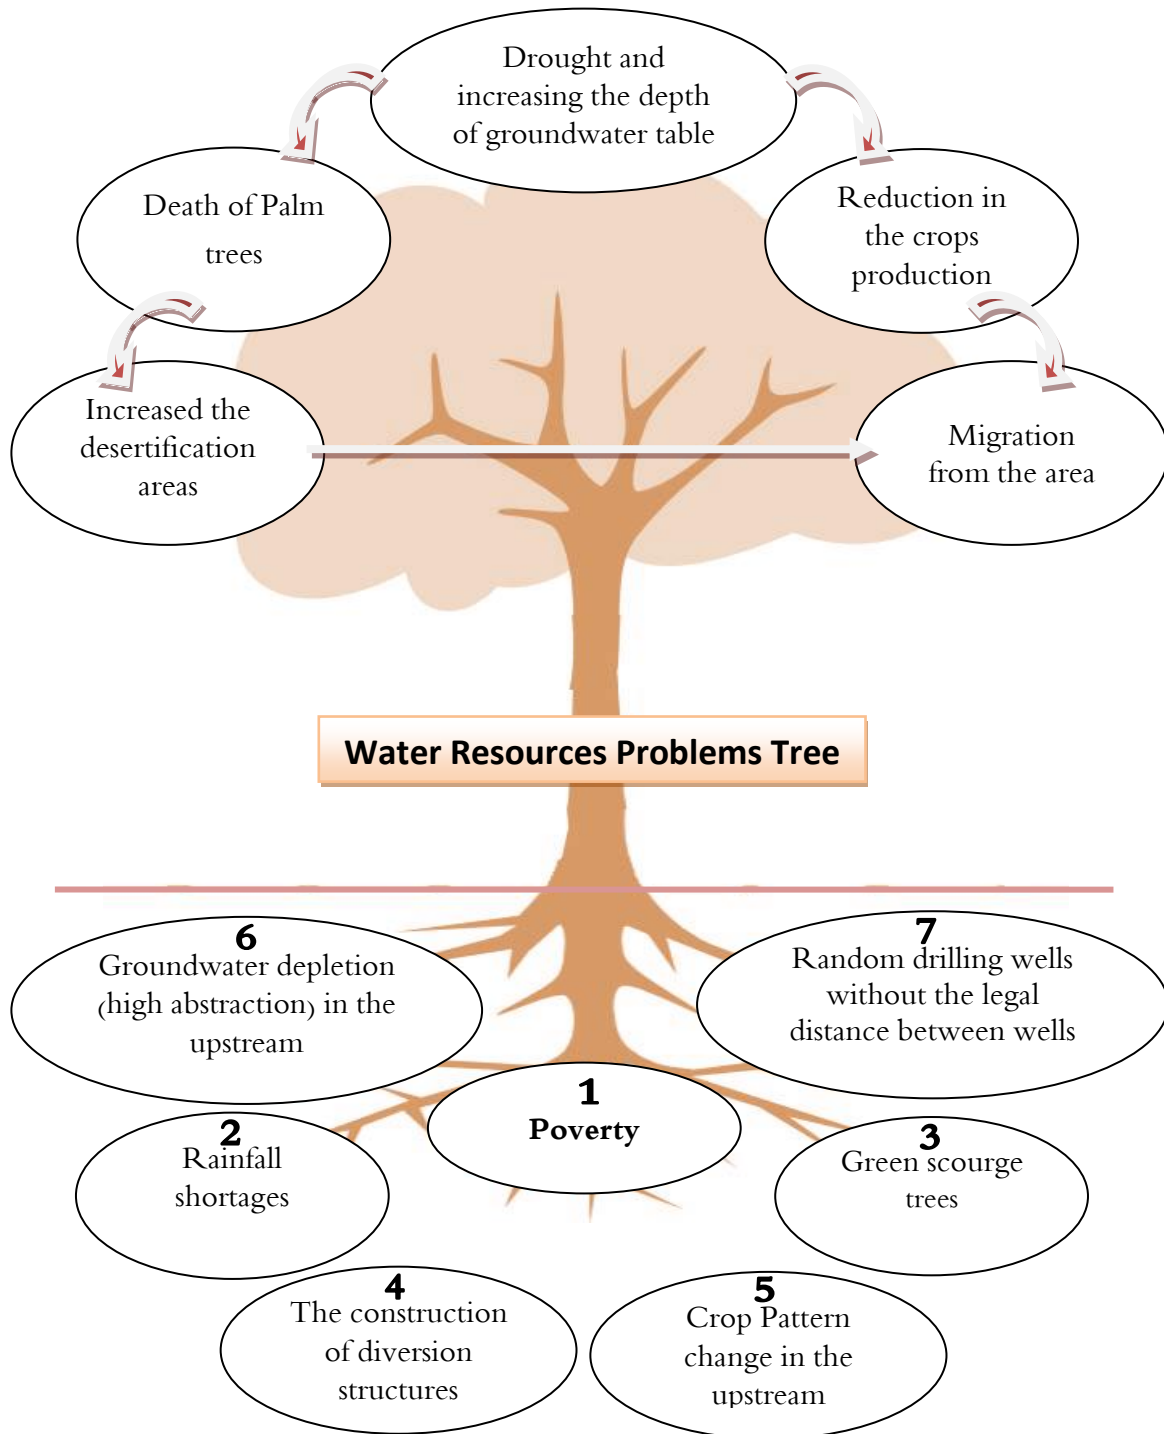 Drought and
increasing the depth
of groundwater table
Death of Palm
trees
Reduction in
the crops
production
Increased the
desertification
areas
Migration
from the area
Water Resources Problems Tree
6
Groundwater depletion
(high abstraction) in the
upstream
7
Random drilling wells
without the legal
distance between wells
1
Poverty
2
Rainfall
shortages
3
Green scourge
trees
4
The construction
of diversion
structures
5
Crop Pattern
change in the
upstream